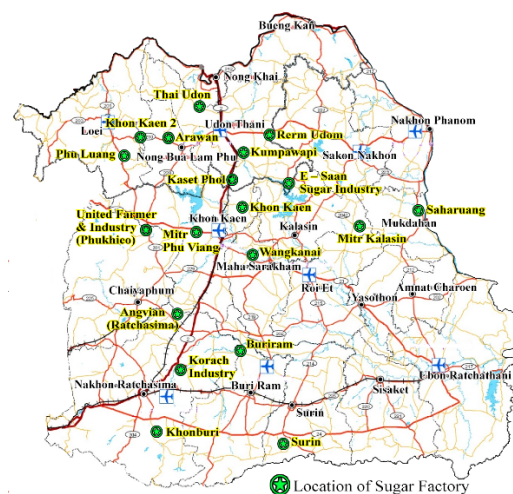 Bueng Kan
Nong Khai
Thai Udon
Khon Kaen 2
Loei
Arawan
Udon Thani
Rerm Udom
Nakhon Phanom
Phu Luang
Nong Bua Lam Phu
Kumpawapi
Sakon Nakhon
Kaset Phol
E – Saan
Sugar Industry
Khon Kaen
Saharuang
United Farmer
& Industry
(Phukhieo)
Mitr
Phu Viang
Khon Kaen
Kalasin
Mitr Kalasin
Mukdahan
Wangkanai
Maha Sarakham
Roi Et
Chaiyaphum
Yasothon
Amnat Charoen
Angvian
(Ratchasima)
Buriram
Korach
Industry
Ubon Ratchathani
Nakhon Ratchasima
Buri Ram
Sisaket
Surin
Khonburi
Surin
Location of Sugar Factory